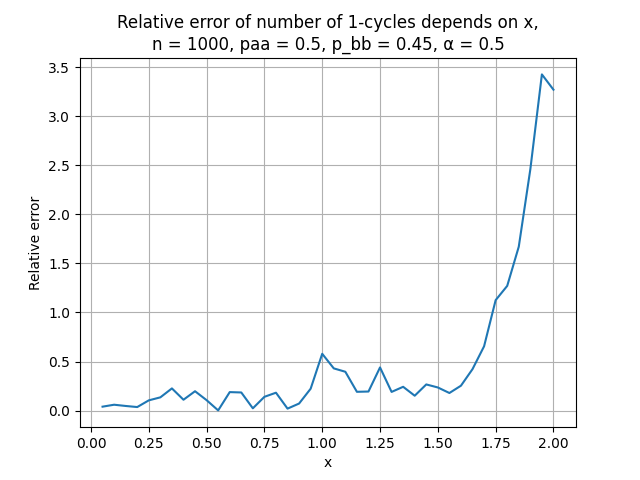 Relative error of number of 1-cycles depends on x,
n = 1000, paa = 0.5, p_bb = 0.45, α = 0.5
3.5
3.0
2.5
2.0
1.5
1.0
0.5
0.0
Relative error
0.00 0.25 0.50 0.75 1.00 1.25 1.50 1.75 2.00
x